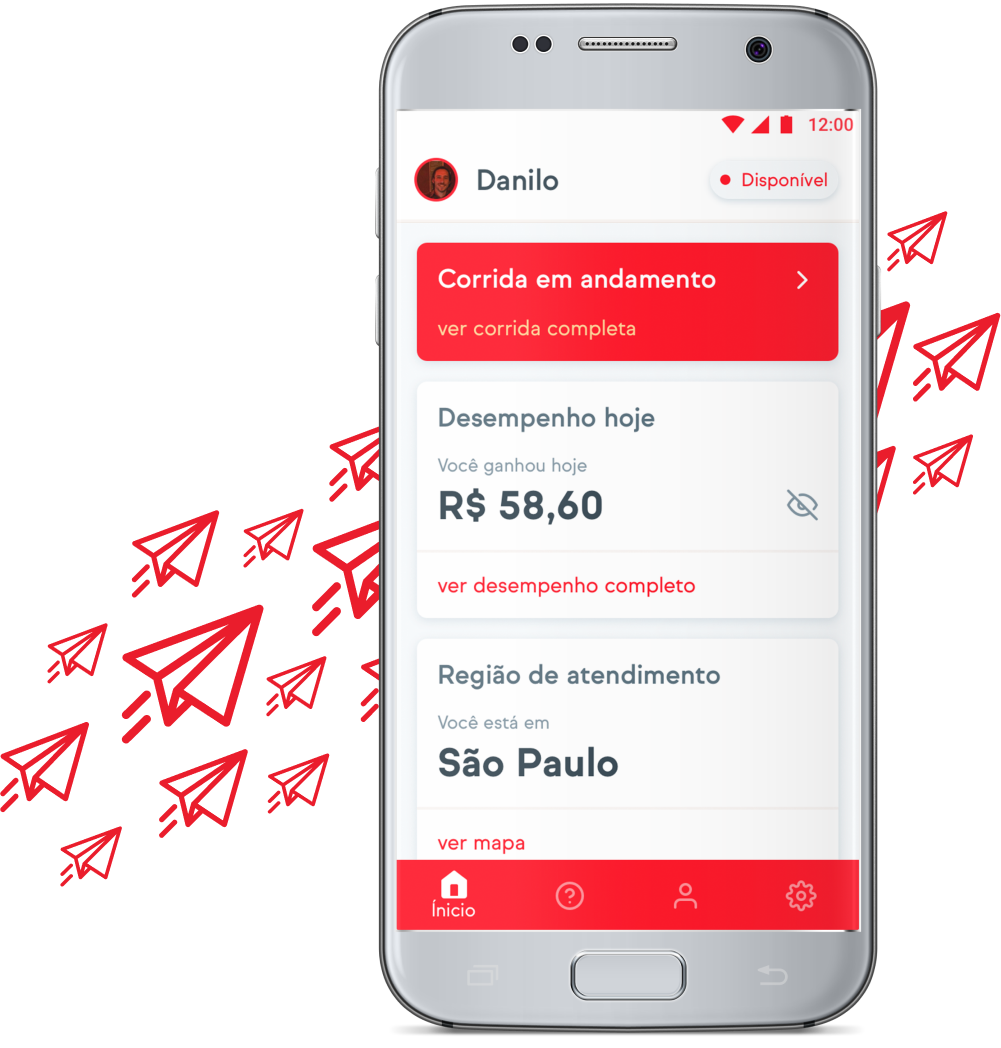 12:00
Danilo
Disponível
Corrida em andamento
ver corrida completa
Desempenho hoje
Você ganhou hoje
R$ 58,60
ver desempenho completo
Região de atendimento
Você está em
São Paulo
ver mapa
Ínicio